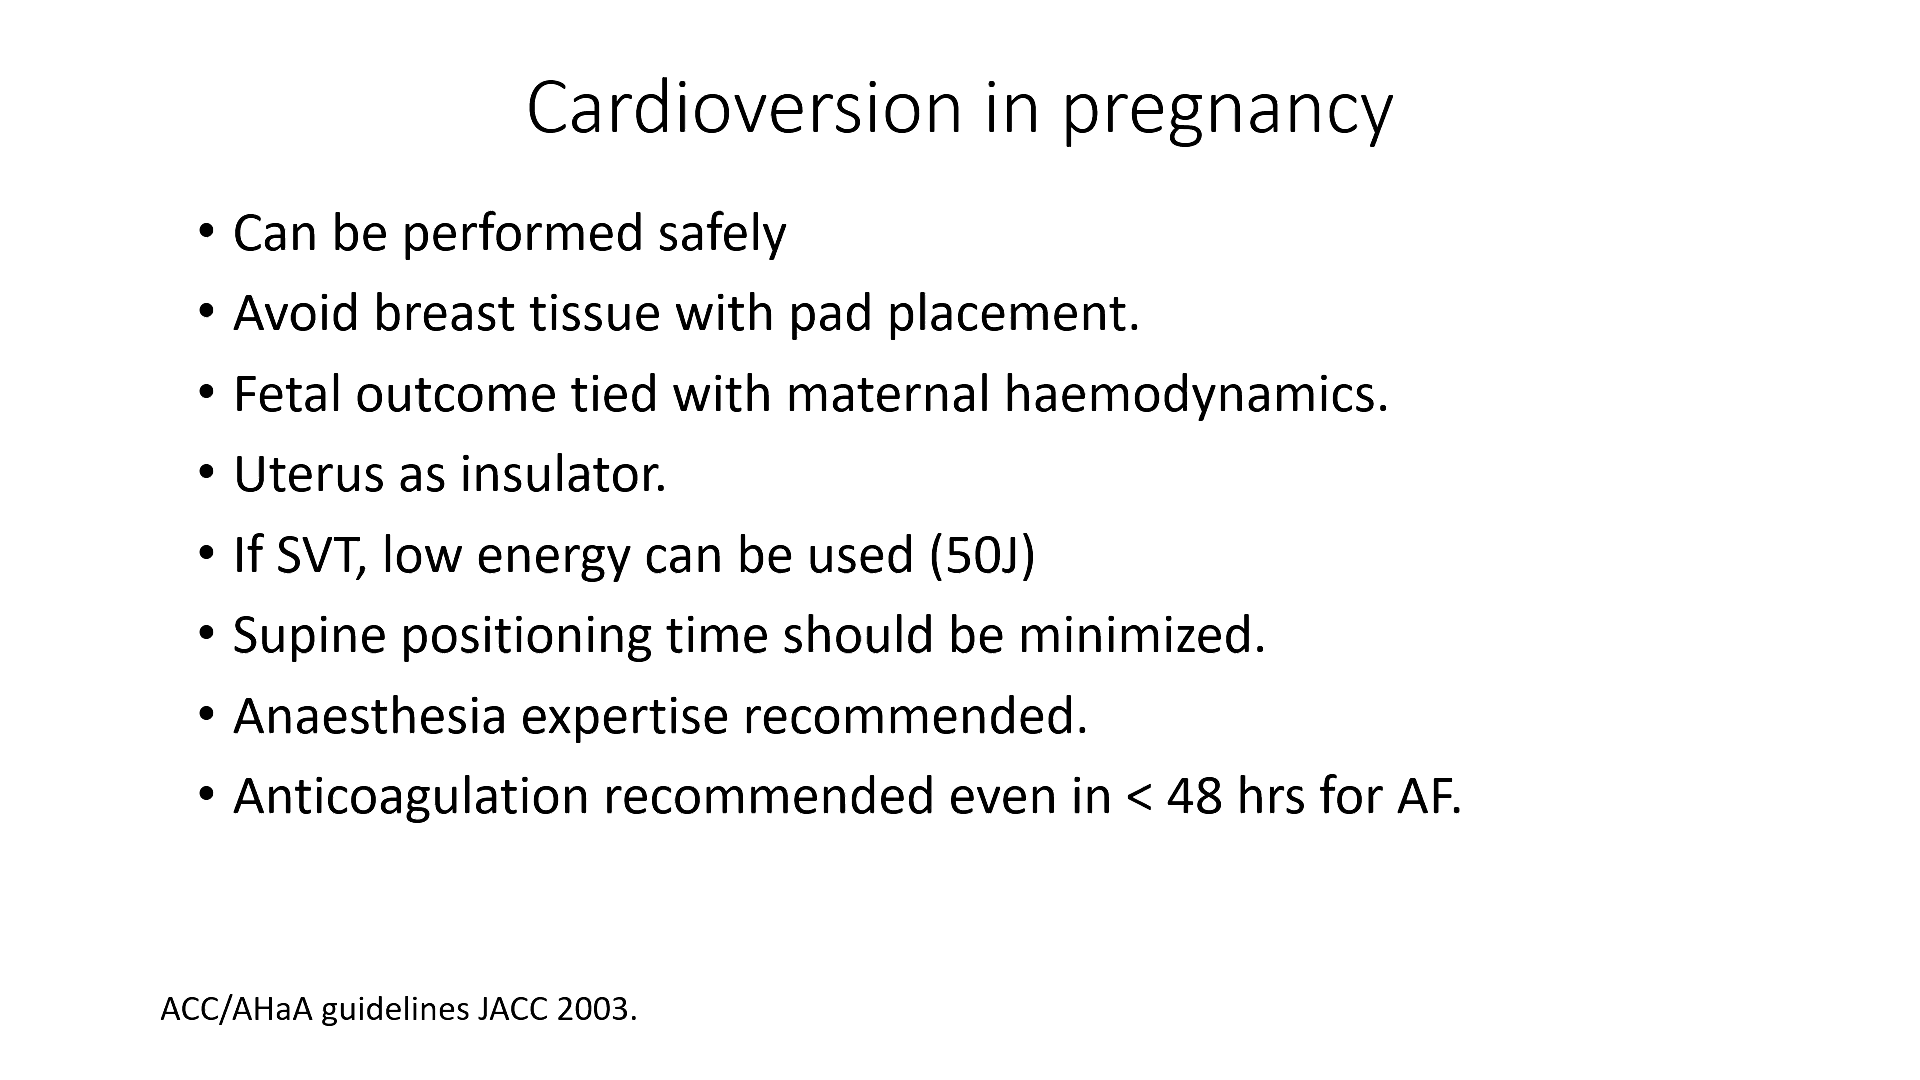 Cardioversion in pregnancy
• Can be performed safely
• Avoid breast tissue with pad placement.
• Fetal outcome tied with maternal haemodynamics.
• Uterus as insulator.
• If SVT, low energy can be used (50J)
• Supine positioning time should be minimized.
• Anaesthesia expertise recommended.
• Anticoagulation recommended even in < 48 hrs for AF.
ACC/AHaA guidelines JACC 2003.